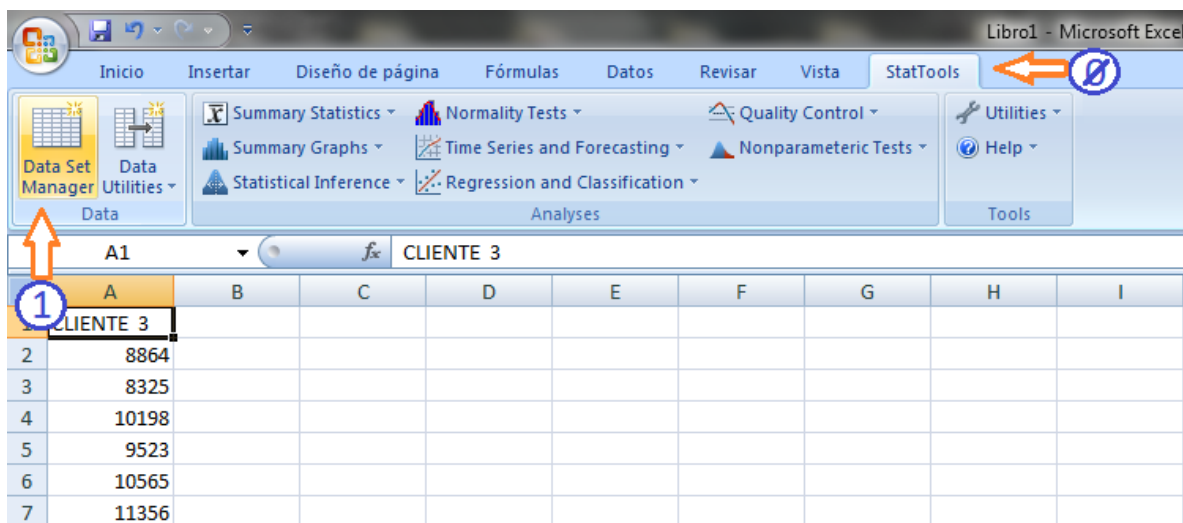 Libro1 - Microsoft Excel
Inicio Insertar Diseño de página Fórmulas Datos Revisar Vista StatTools Ø
Summary Statistics Normality Tests Quality Control Utilities
Data Set Manager Data Utilities Summary Graphs Time Series and Forecasting Nonparameteric Tests Help
Statistical Inference Regression and Classification
Data Analyses Tools
A1 fx CLIENTE 3
1
A B C D E F G H I
1 CLIENTE 3
2 8864
3 8325
4 10198
5 9523
6 10565
7 11356